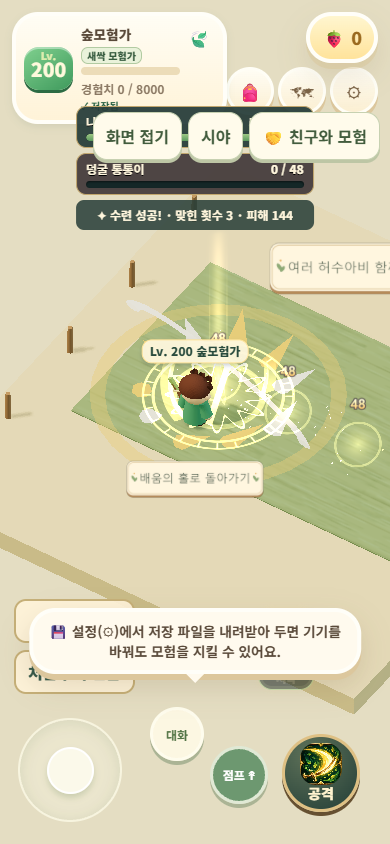 숲모험가
Lv.
200
새싹 모험가
경험치 0 / 8000
0
화면 접기
시야
친구와 모험
덩굴 통통이
0 / 48
✦ 수련 성공! · 맞힌 횟수 3 · 피해 144
여러 허수아비
48
Lv. 200 숲모험가
48
48
배움의 홀로 돌아가기
설정(⚙)에서 저장 파일을 내려받아 두면 기기를
바꿔도 모험을 지킬 수 있어요.
대화
점프
공격